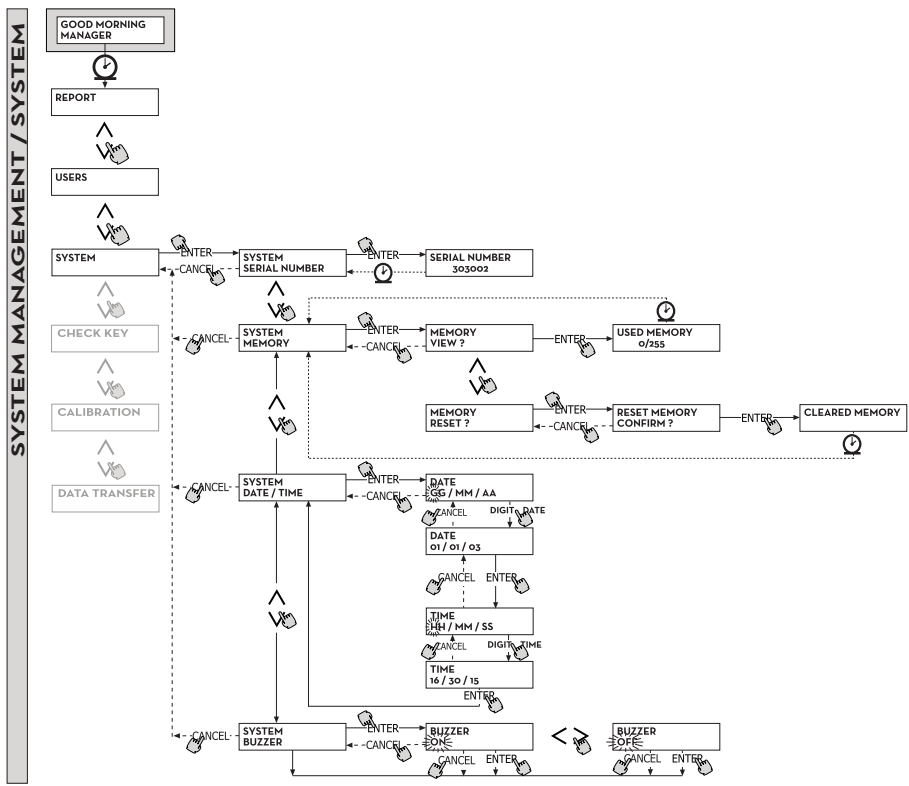 SYSTEM MANAGEMENT / SYSTEM
GOOD MORNING
MANAGER
REPORT
USERS
SYSTEM
ENTER
CANCEL
SYSTEM
SERIAL NUMBER
ENTER
SERIAL NUMBER
303002
CHECK KEY
CANCEL
SYSTEM
MEMORY
ENTER
CANCEL
MEMORY
VIEW ?
ENTER
USED MEMORY
0/255
CALIBRATION
MEMORY
RESET ?
ENTER
CANCEL
RESET MEMORY
CONFIRM ?
ENTER
CLEARED MEMORY
DATA TRANSFER
CANCEL
SYSTEM
DATE / TIME
ENTER
CANCEL
DATE
GG / MM / AA
CANCEL
DIGIT DATE
DATE
01 / 01 / 03
CANCEL
ENTER
TIME
HH / MM / SS
CANCEL
DIGIT TIME
TIME
16 / 30 / 15
ENTER
CANCEL
SYSTEM
BUZZER
ENTER
CANCEL
BUZZER
ON
CANCEL
ENTER
BUZZER
OFF
CANCEL
ENTER